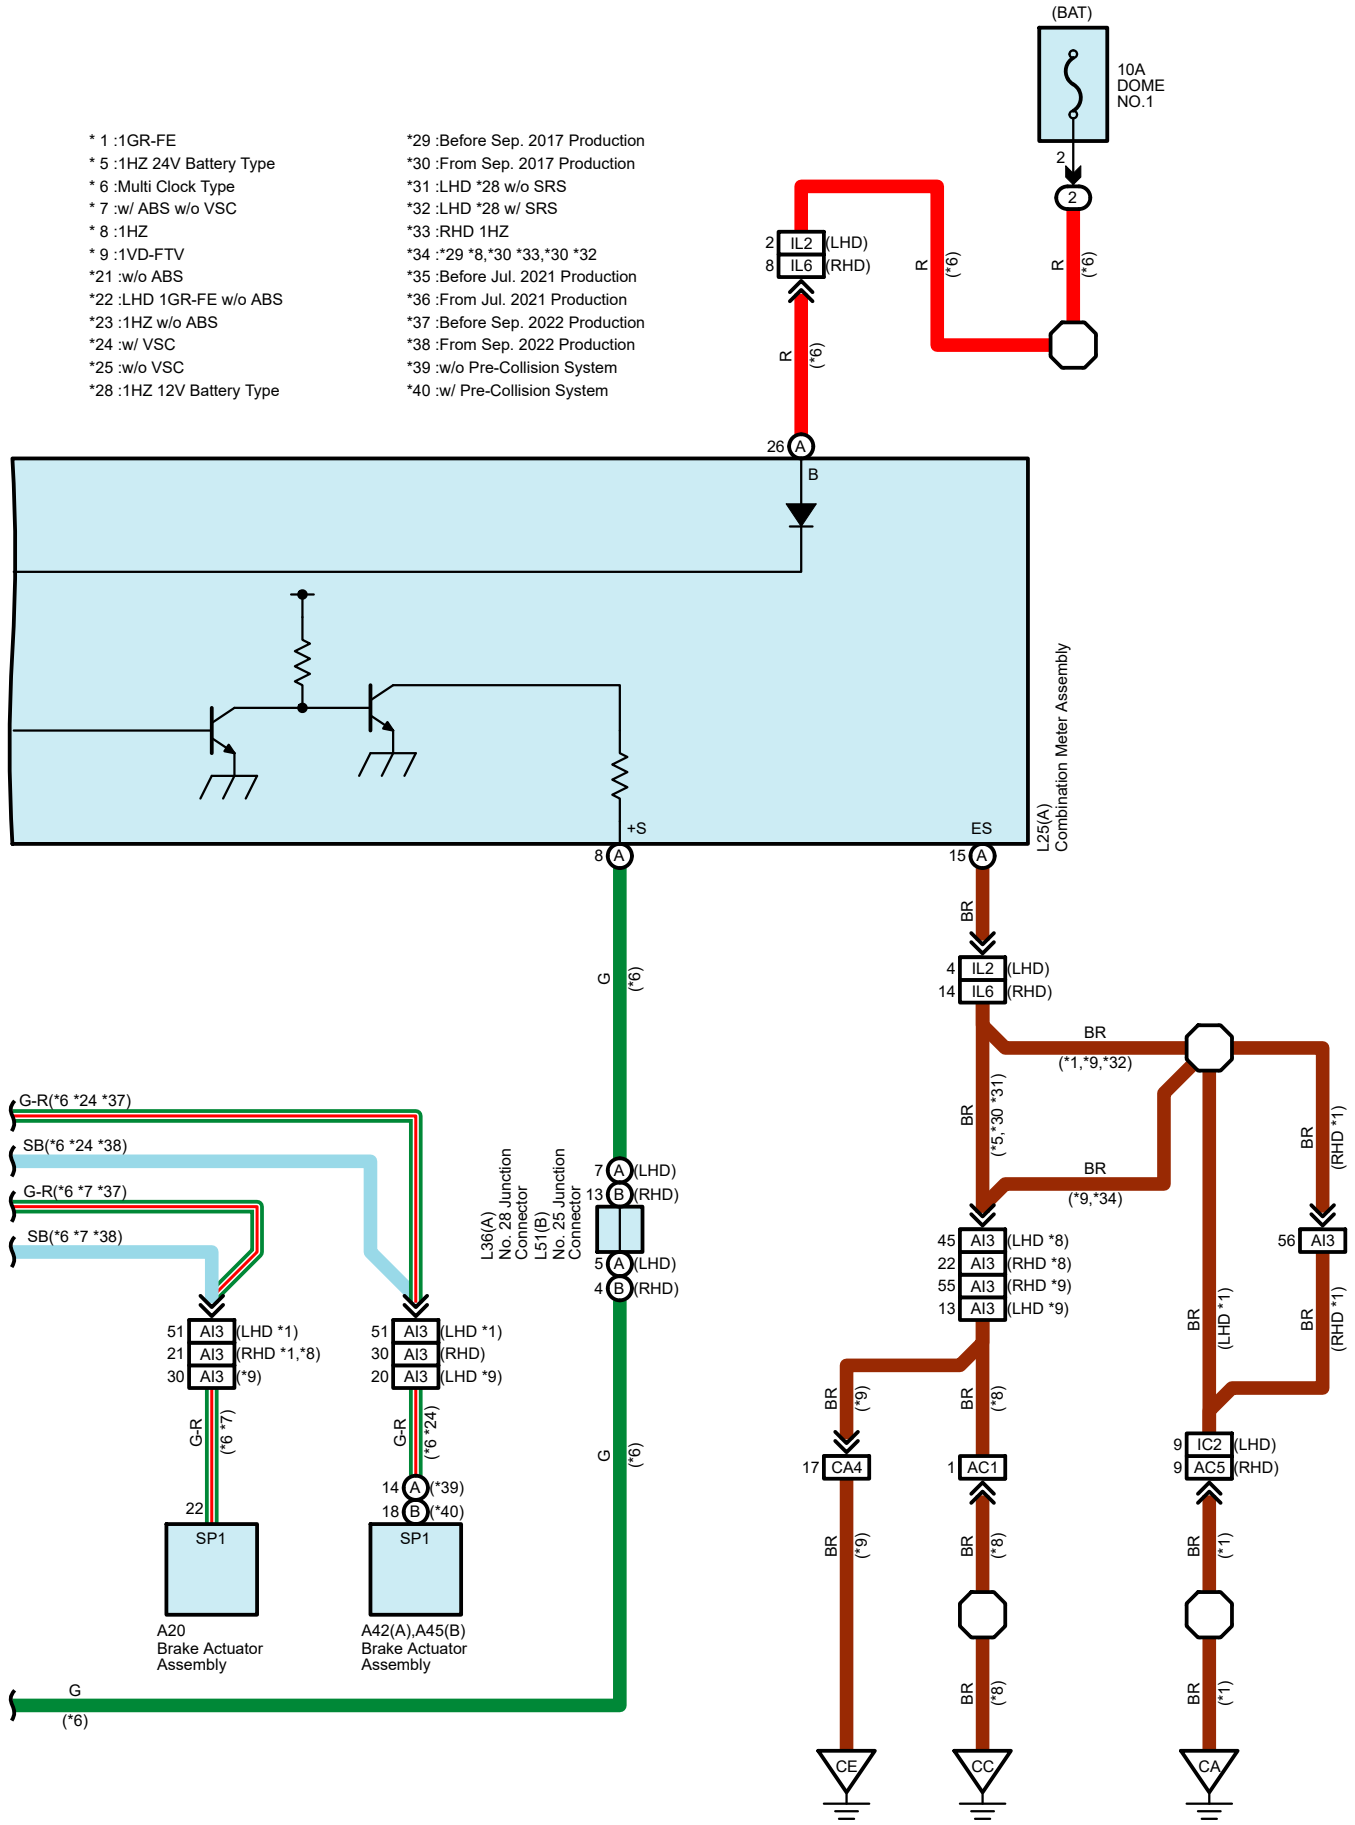 (BAT)
10A
DOME
NO.1
2
2
* 1 :1GR-FE
* 5 :1HZ 24V Battery Type
* 6 :Multi Clock Type
* 7 :w/ ABS w/o VSC
* 8 :1HZ
* 9 :1VD-FTV
*21 :w/o ABS
*22 :LHD 1GR-FE w/o ABS
*23 :1HZ w/o ABS
*24 :w/ VSC
*25 :w/o VSC
*28 :1HZ 12V Battery Type
*29 :Before Sep. 2017 Production
*30 :From Sep. 2017 Production
*31 :LHD *28 w/o SRS
*32 :LHD *28 w/ SRS
*33 :RHD 1HZ
*34 :*29 *8,*30 *33,*30 *32
*35 :Before Jul. 2021 Production
*36 :From Jul. 2021 Production
*37 :Before Sep. 2022 Production
*38 :From Sep. 2022 Production
*39 :w/o Pre-Collision System
*40 :w/ Pre-Collision System
2 IL2 (LHD)
8 IL6 (RHD)
R
(*6)
R
(*6)
R
(*6)
26 A
B
L25(A)
Combination Meter Assembly
+S
ES
8 A
15 A
BR
G
(*6)
4 IL2 (LHD)
14 IL6 (RHD)
BR
(*1,*9,*32)
BR
(*5,*30 *31)
BR
(RHD *1)
G-R(*6 *24 *37)
SB(*6 *24 *38)
G-R(*6 *7 *37)
SB(*6 *7 *38)
L36(A)
No. 28 Junction
Connector
L51(B)
No. 25 Junction
Connector
7 A (LHD)
13 B (RHD)
5 A (LHD)
4 B (RHD)
BR
(*9,*34)
45 AI3 (LHD *8)
22 AI3 (RHD *8)
55 AI3 (RHD *9)
13 AI3 (LHD *9)
56 AI3
BR
(LHD *1)
BR
(RHD *1)
51 AI3 (LHD *1)
21 AI3 (RHD *1,*8)
30 AI3 (*9)
51 AI3 (LHD *1)
30 AI3 (RHD)
20 AI3 (LHD *9)
G-R
(*6 *7)
G-R
(*6 *24)
G
(*6)
BR
(*9)
BR
(*8)
9 IC2 (LHD)
9 AC5 (RHD)
17 CA4
1 AC1
14 A (*39)
18 B (*40)
22
SP1
SP1
BR
(*9)
BR
(*8)
BR
(*1)
A20
Brake Actuator
Assembly
A42(A),A45(B)
Brake Actuator
Assembly
G
(*6)
BR
(*8)
BR
(*1)
CE
CC
CA